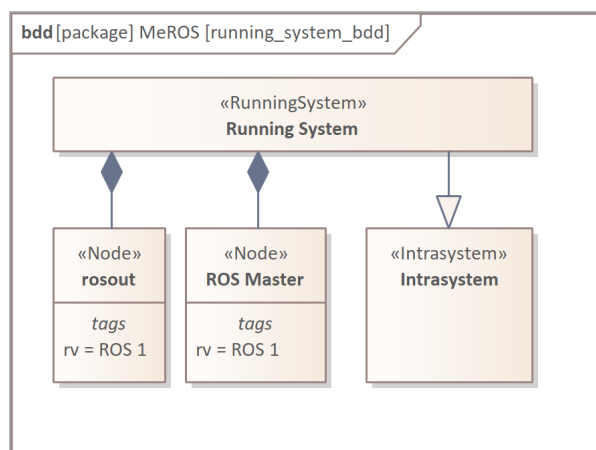 bdd [package] MeROS [running_system_bdd]
«RunningSystem»
Running System
«Node»
rosout
tags
rv = ROS 1
«Node»
ROS Master
tags
rv = ROS 1
«Intrasystem»
Intrasystem